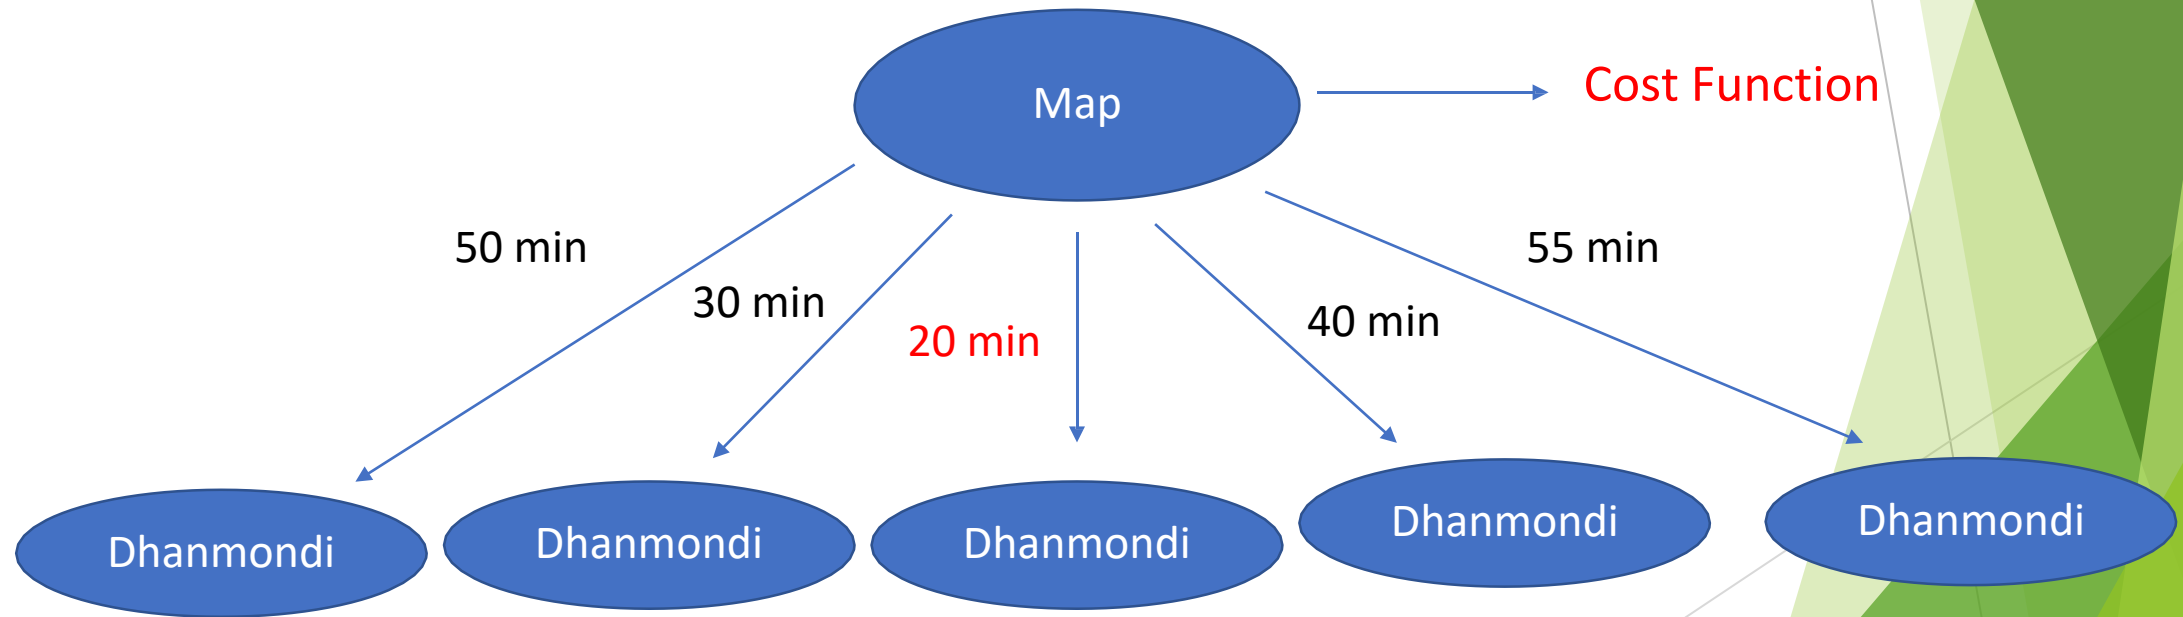 Map
Cost Function
50 min
30 min
20 min
40 min
55 min
Dhanmondi
Dhanmondi
Dhanmondi
Dhanmondi
Dhanmondi